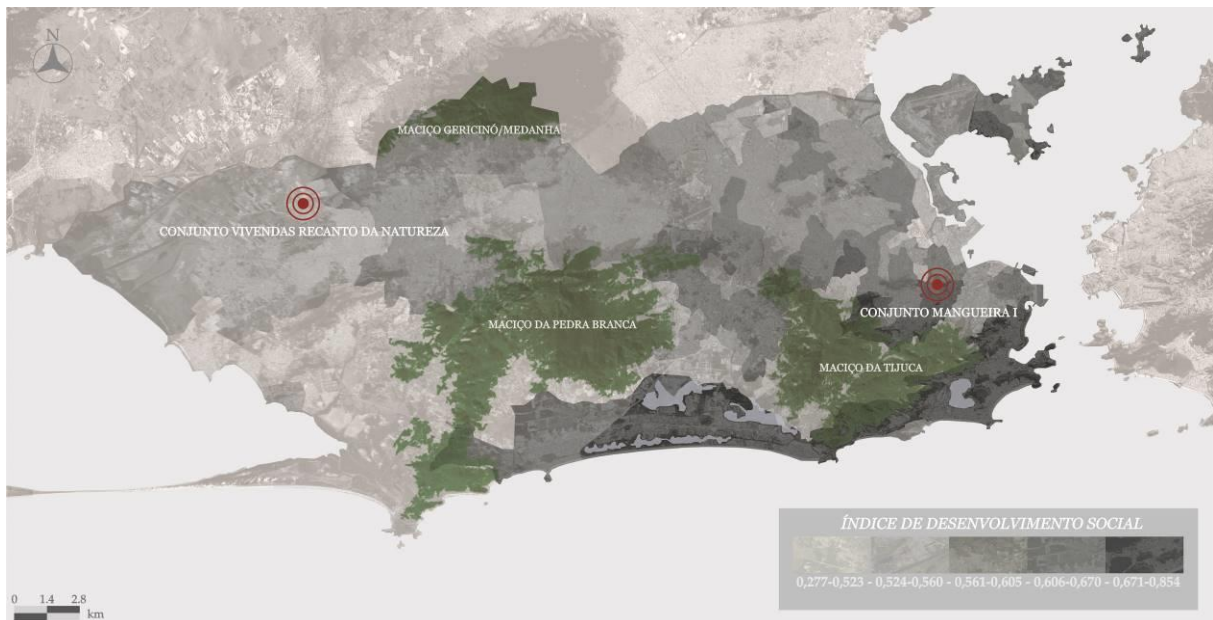 N
MACIÇO GERICINÓ/MEDANHA
CONJUNTO VIVENDAS RECANTO DA NATUREZA
CONJUNTO MANGUEIRA I
MACIÇO DA PEDRA BRANCA
MACIÇO DA TIJUCA
ÍNDICE DE DESENVOLVIMENTO SOCIAL
0,277-0,523 - 0,524-0,560 - 0,561-0,605 - 0,606-0,670 - 0,671-0,854
0 1.4 2.8
km